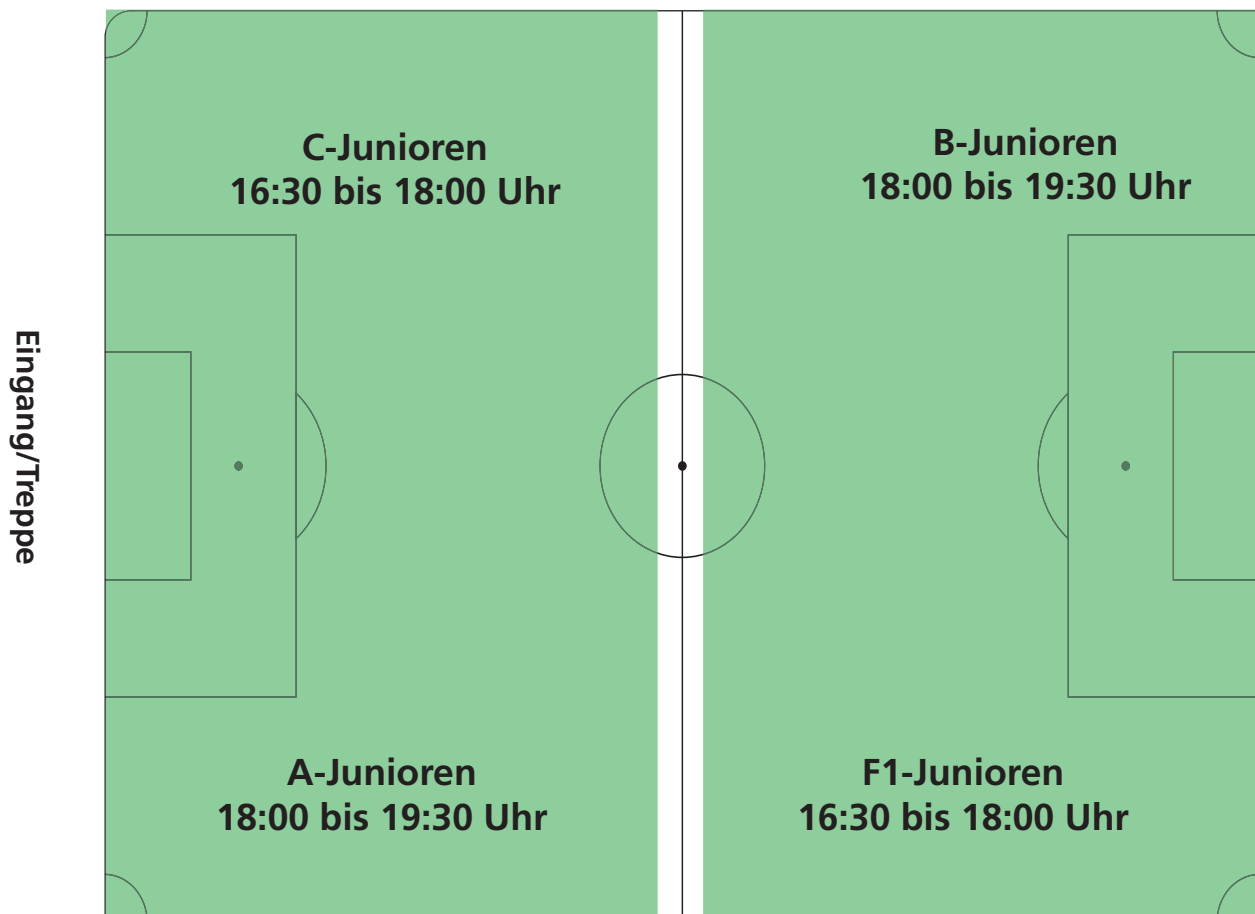 C-Junioren
16:30 bis 18:00 Uhr
B-Junioren
18:00 bis 19:30 Uhr
Eingang/Treppe
A-Junioren
18:00 bis 19:30 Uhr
F1-Junioren
16:30 bis 18:00 Uhr